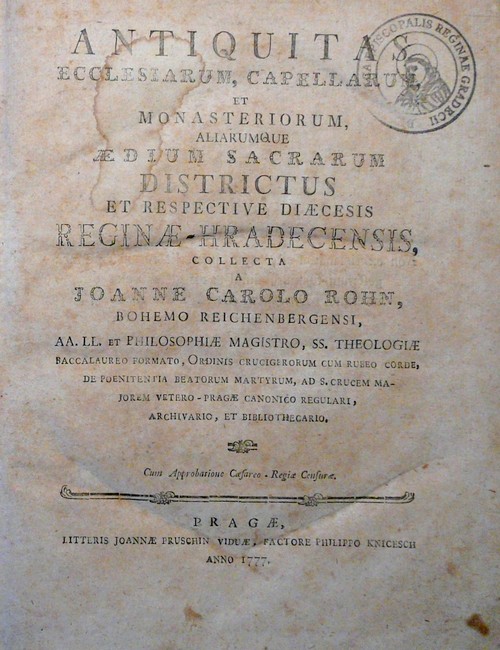 ANTIQUITA S
ECCLESIARUM, CAPELLARUM,
ET
MONASTERIORUM,
ALIARUMQUE
ÆDIUM SACRARUM
DISTRICTUS
ET RESPECTIVE DIÆCESIS
REGINÆ-HRADECENSIS,
COLLECTA
A
JOANNE CAROLO ROHN,
BOHEMO REICHENBERGENSI,
AA. LL. ET PHILOSOPHIÆ MAGISTRO, SS. THEOLOGIÆ
BACCALAUREO FORMATO, ORDINIS CRUCIGERORUM CUM RUBEO CORDE,
DE POENITENTIA BEATORUM MARTYRUM, AD S. CRUCEM MA-
JOREM VETERO-PRAGÆ CANONICO REGULARI,
ARCHIVARIO, ET BIBLIOTHECARIO.
Cum Approbatione Cæsareo-Regiæ Censuræ.
PRAGÆ,
LITTERIS JOANNÆ PRUSCHIN VIDUÆ, FACTORE PHILIPPO KNICESCH
ANNO 1777.
REGINAE GRADECII